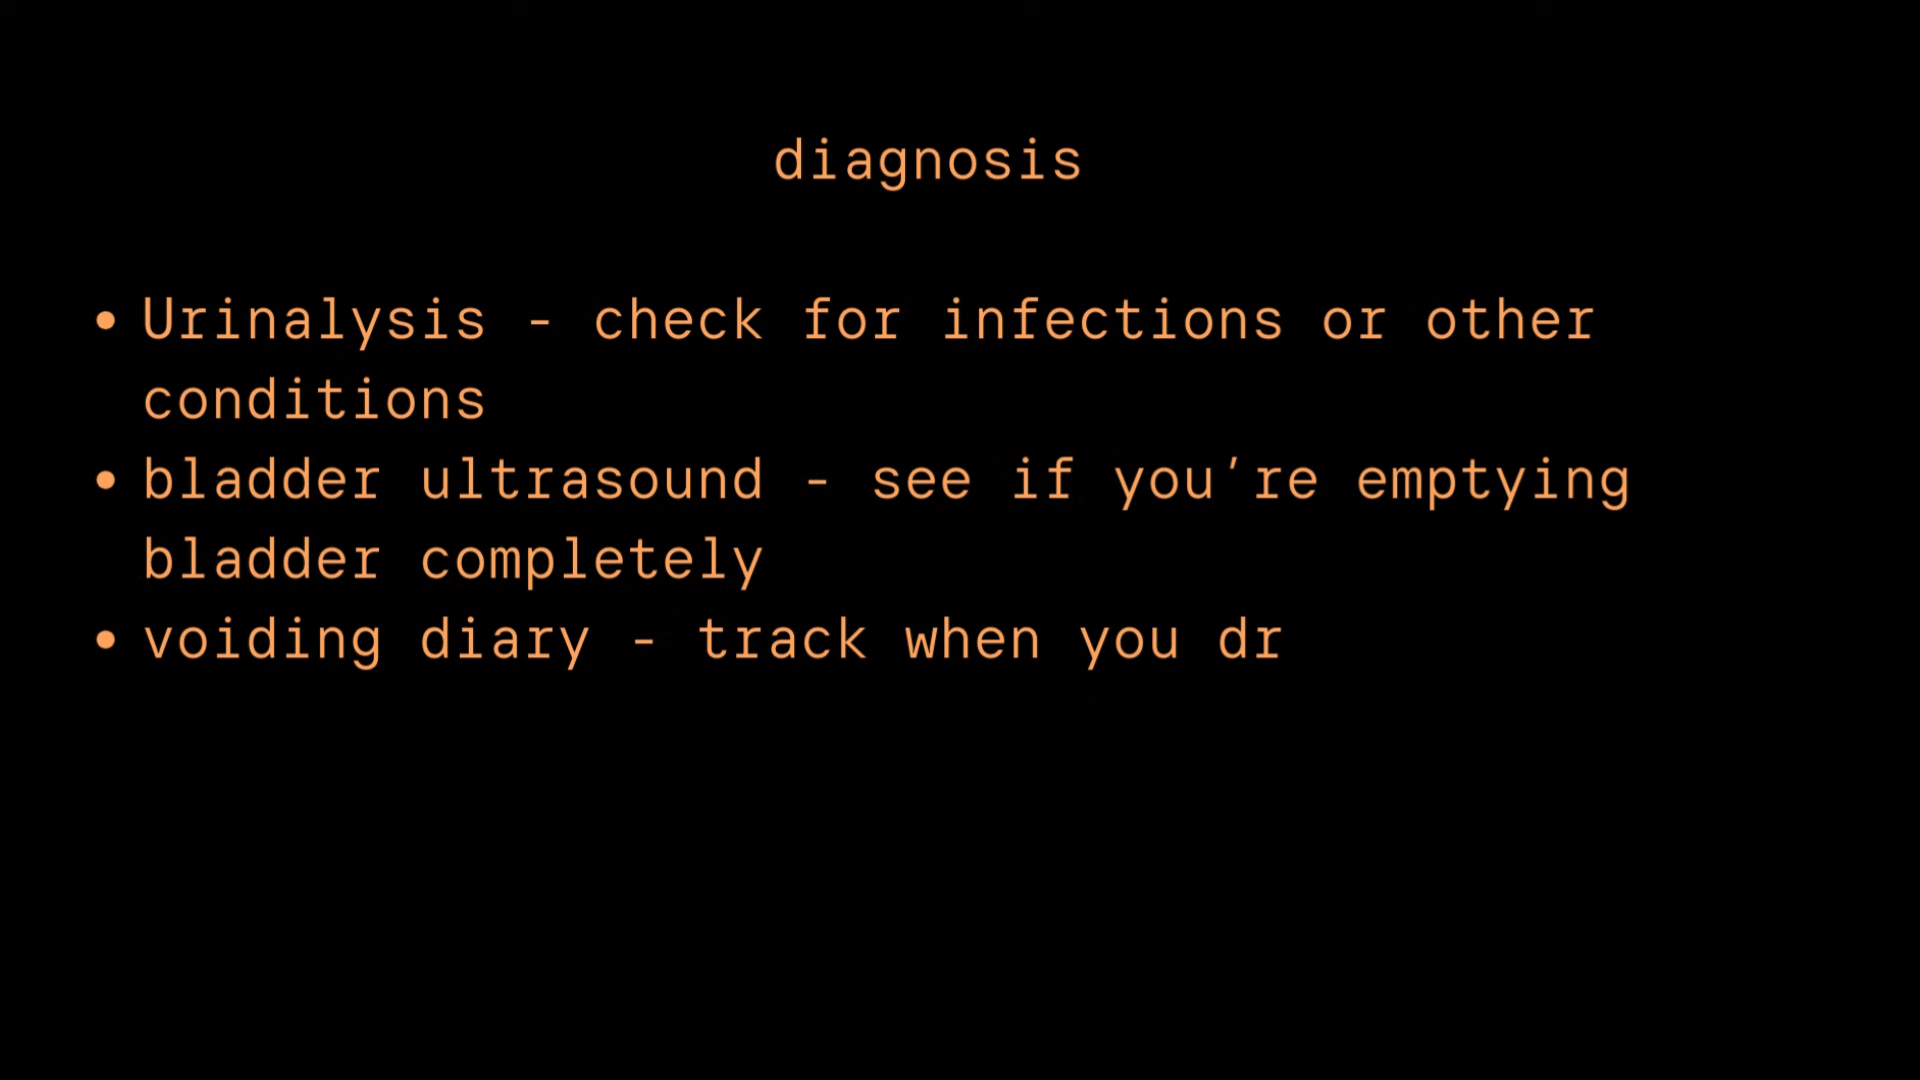 diagnosis
• Urinalysis - check for infections or other
conditions
• bladder ultrasound - see if you’re emptying
bladder completely
• voiding diary - track when you dr